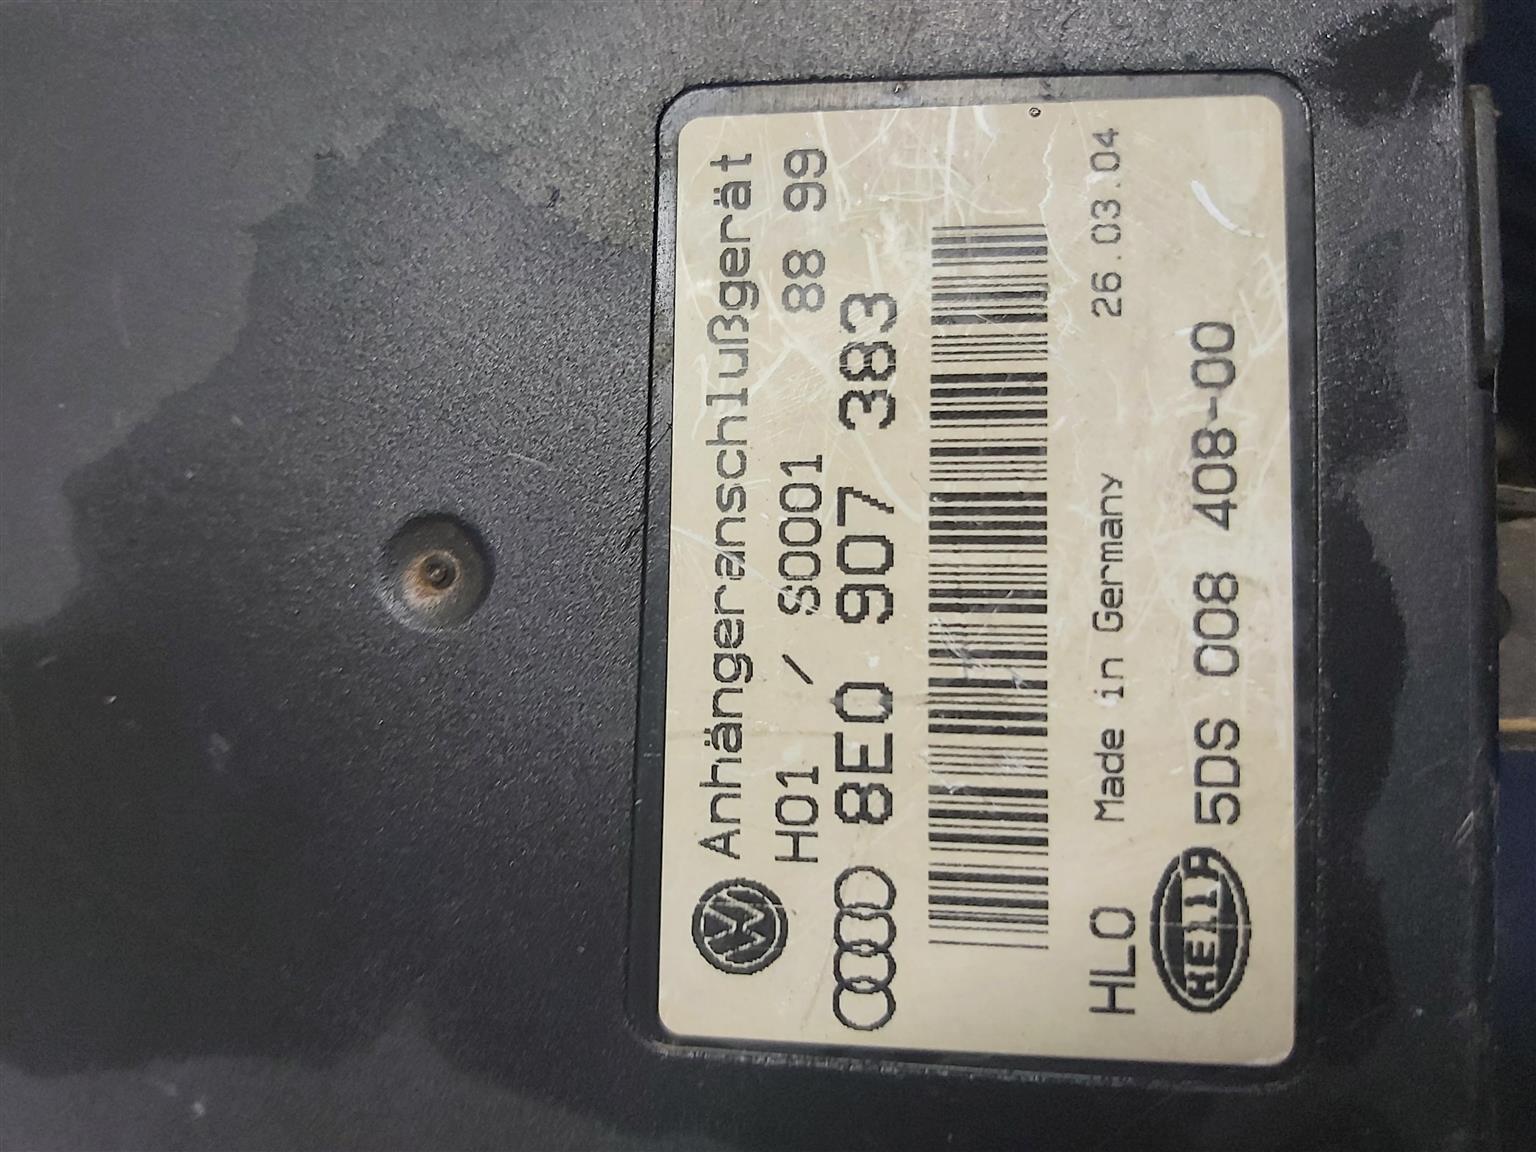 Anhängeranschlußgerät
H01 / S0001 88 99
8E0 907 383
Made in Germany 26.03.04
HLO
HELLA 5DS 008 408-00